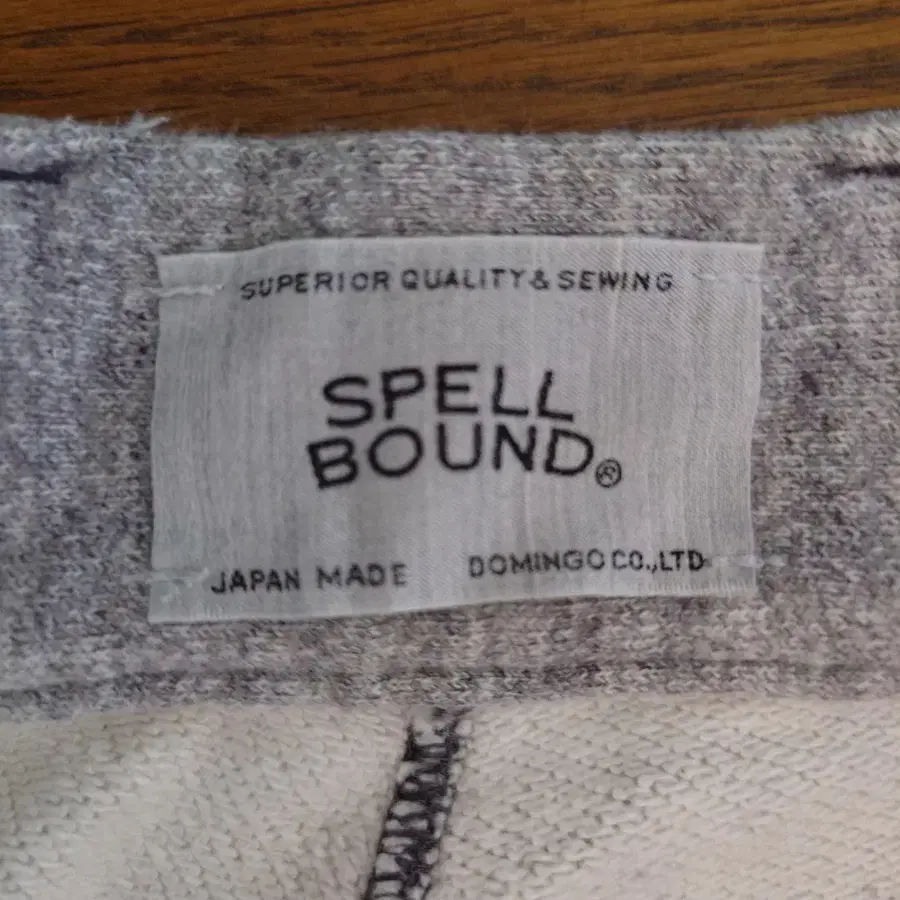 SUPERIOR QUALITY & SEWING
SPELL
BOUND®
JAPAN MADE DOMINGO CO.,LTD